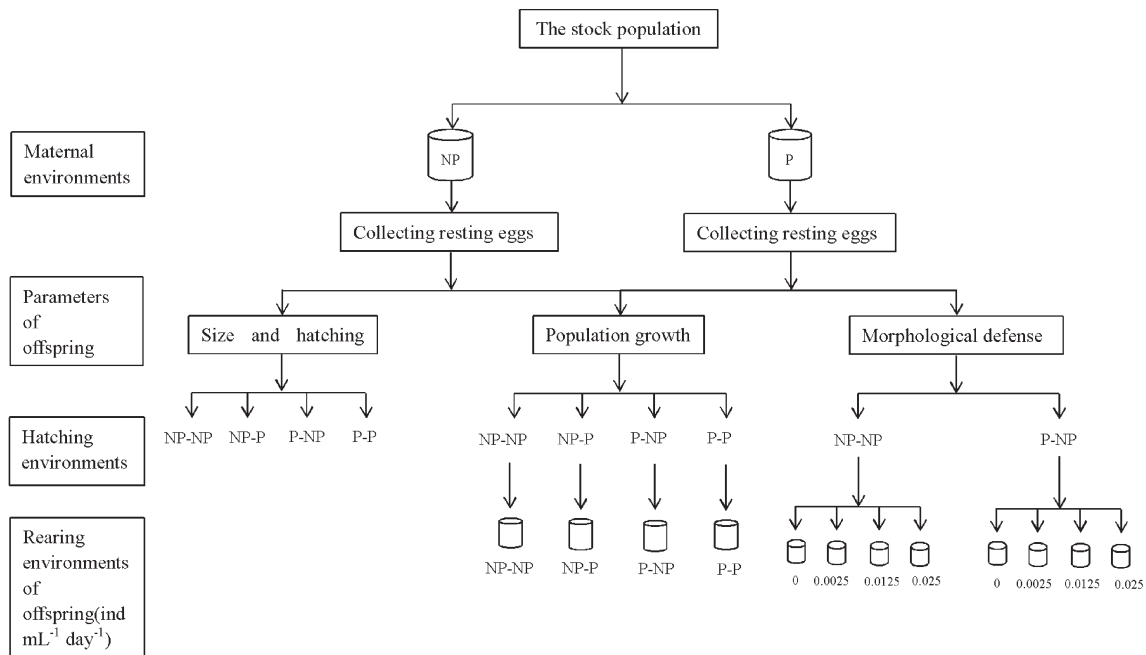 The stock population
Maternal
environments
NP
P
Collecting resting eggs
Collecting resting eggs
Parameters
of
offspring
Size and hatching
Population growth
Morphological defense
Hatching
environments
NP-NP NP-P P-NP P-P
NP-NP NP-P P-NP P-P
NP-NP
P-NP
Rearing
environments
of
offspring(ind
mL⁻¹ day⁻¹)
NP-NP NP-P P-NP P-P
0 0.0025 0.0125 0.025
0 0.0025 0.0125 0.025